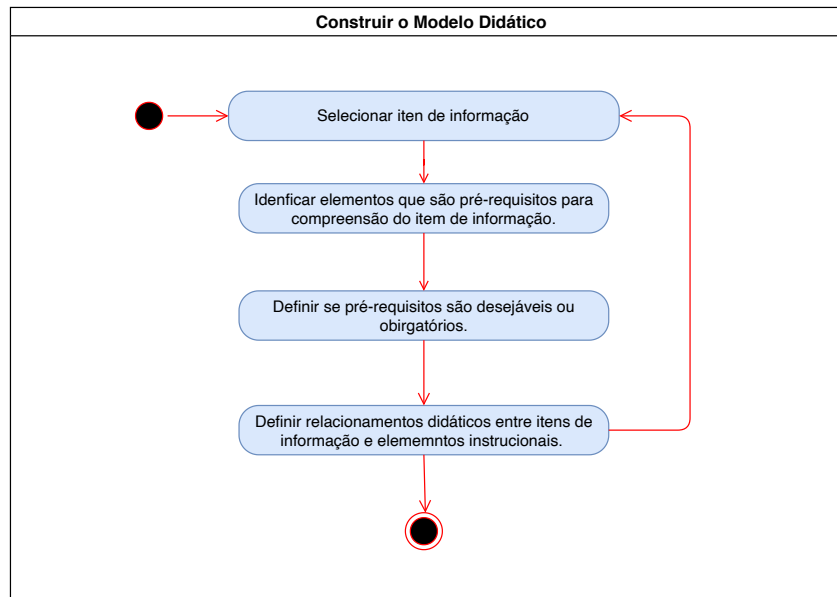 Construir o Modelo Didático
Selecionar iten de informação
Idenficar elementos que são pré-requisitos para
compreensão do item de informação.
Definir se pré-requisitos são desejáveis ou
obirgatórios.
Definir relacionamentos didáticos entre itens de
informação e elememntos instrucionais.